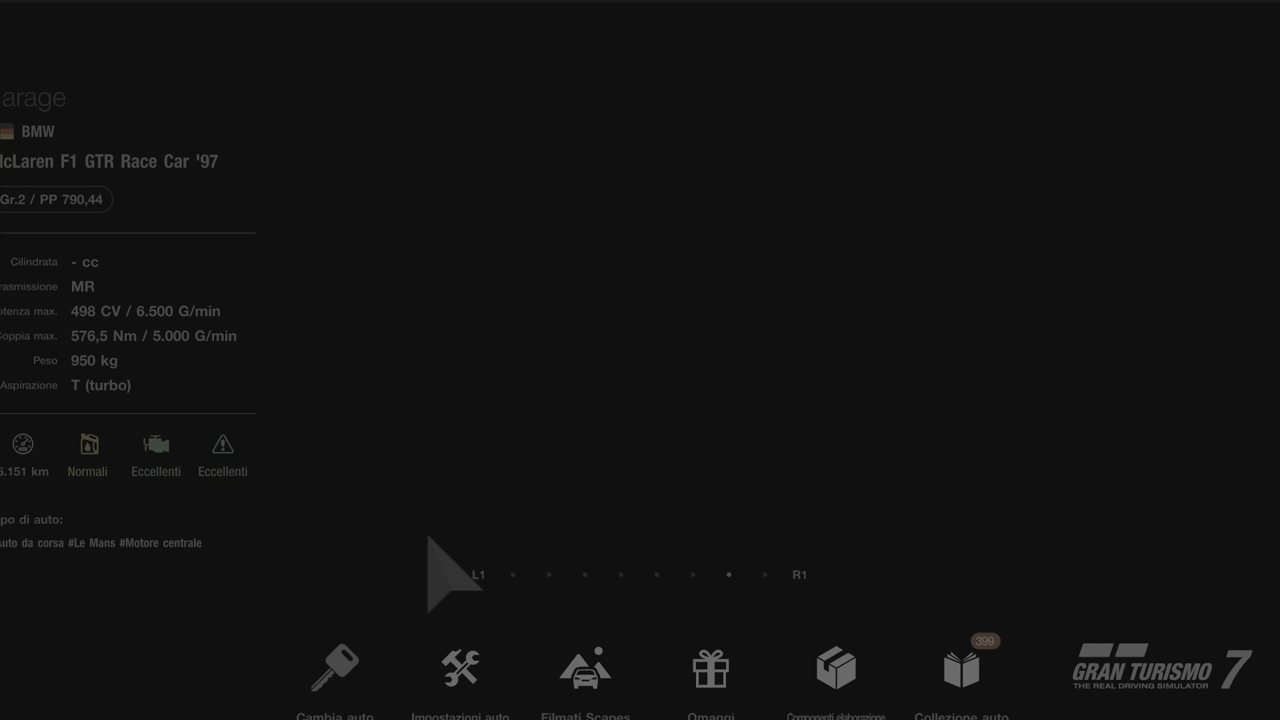 arage
BMW
cLaren F1 GTR Race Car '97
Gr.2 / PP 790,44
Cilindrata - cc
rasmissione MR
otenza max. 498 CV / 6.500 G/min
Coppia max. 576,5 Nm / 5.000 G/min
Peso 950 kg
Aspirazione T (turbo)
5.151 km Normali Eccellenti Eccellenti
po di auto:
Auto da corsa #Le Mans #Motore centrale
L1 R1
399
GRAN TURISMO 7
THE REAL DRIVING SIMULATOR
Cambia auto Impostazioni auto Filmati Scapes Omaggi Componenti elaborazione Collezione auto